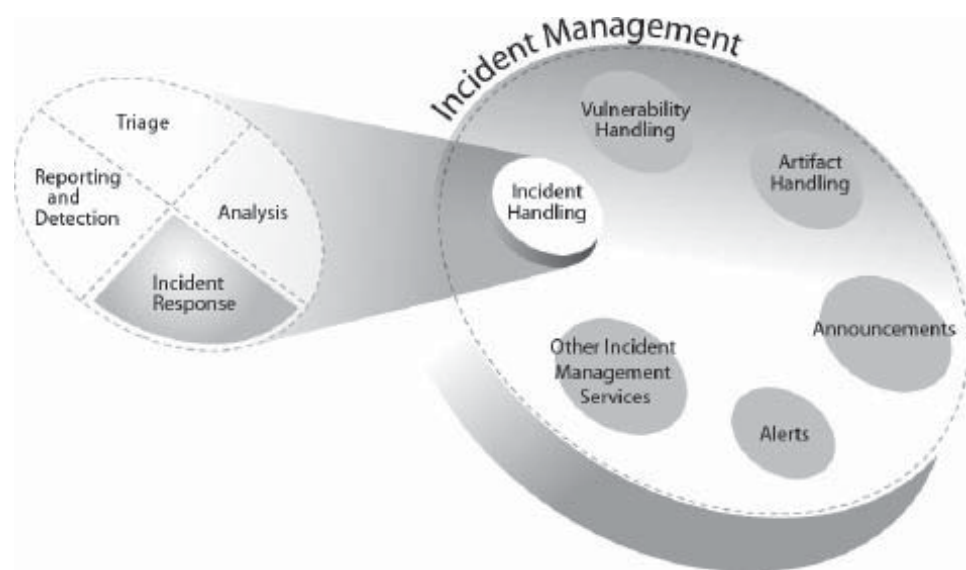 Incident Management
Triage
Reporting
and
Detection
Analysis
Incident
Response
Incident
Handling
Vulnerability
Handling
Artifact
Handling
Announcements
Other Incident
Management
Services
Alerts